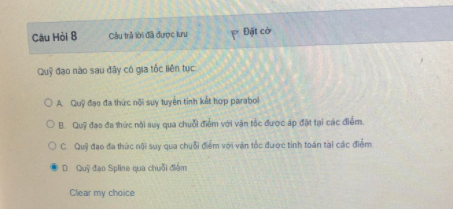 Câu Hỏi 8 Câu trả lời đã được lưu Đặt cờ
Quỹ đạo nào sau đây có gia tốc liên tục:
A. Quỹ đạo đa thức nội suy tuyến tính kết hợp parabol
B. Quỹ đạo đa thức nội suy qua chuỗi điểm với vận tốc được áp đặt tại các điểm.
C. Quỹ đạo đa thức nội suy qua chuỗi điểm với vận tốc được tính toán tại các điểm
D. Quỹ đạo Spline qua chuỗi điểm
Clear my choice